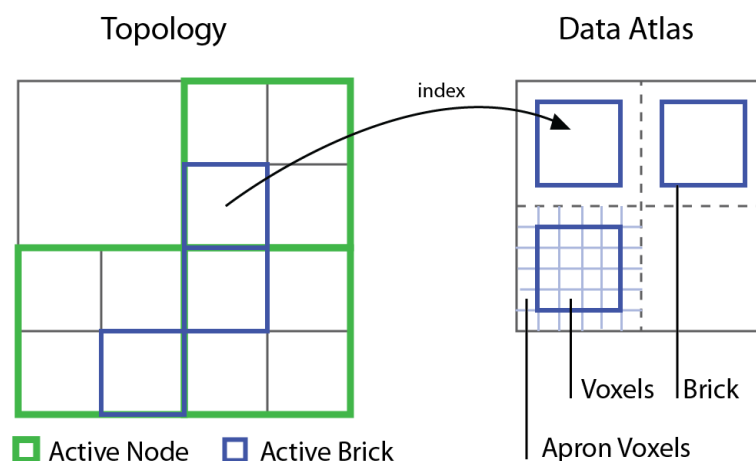 Topology
Data Atlas
index
Voxels
Brick
Apron Voxels
Active Node
Active Brick